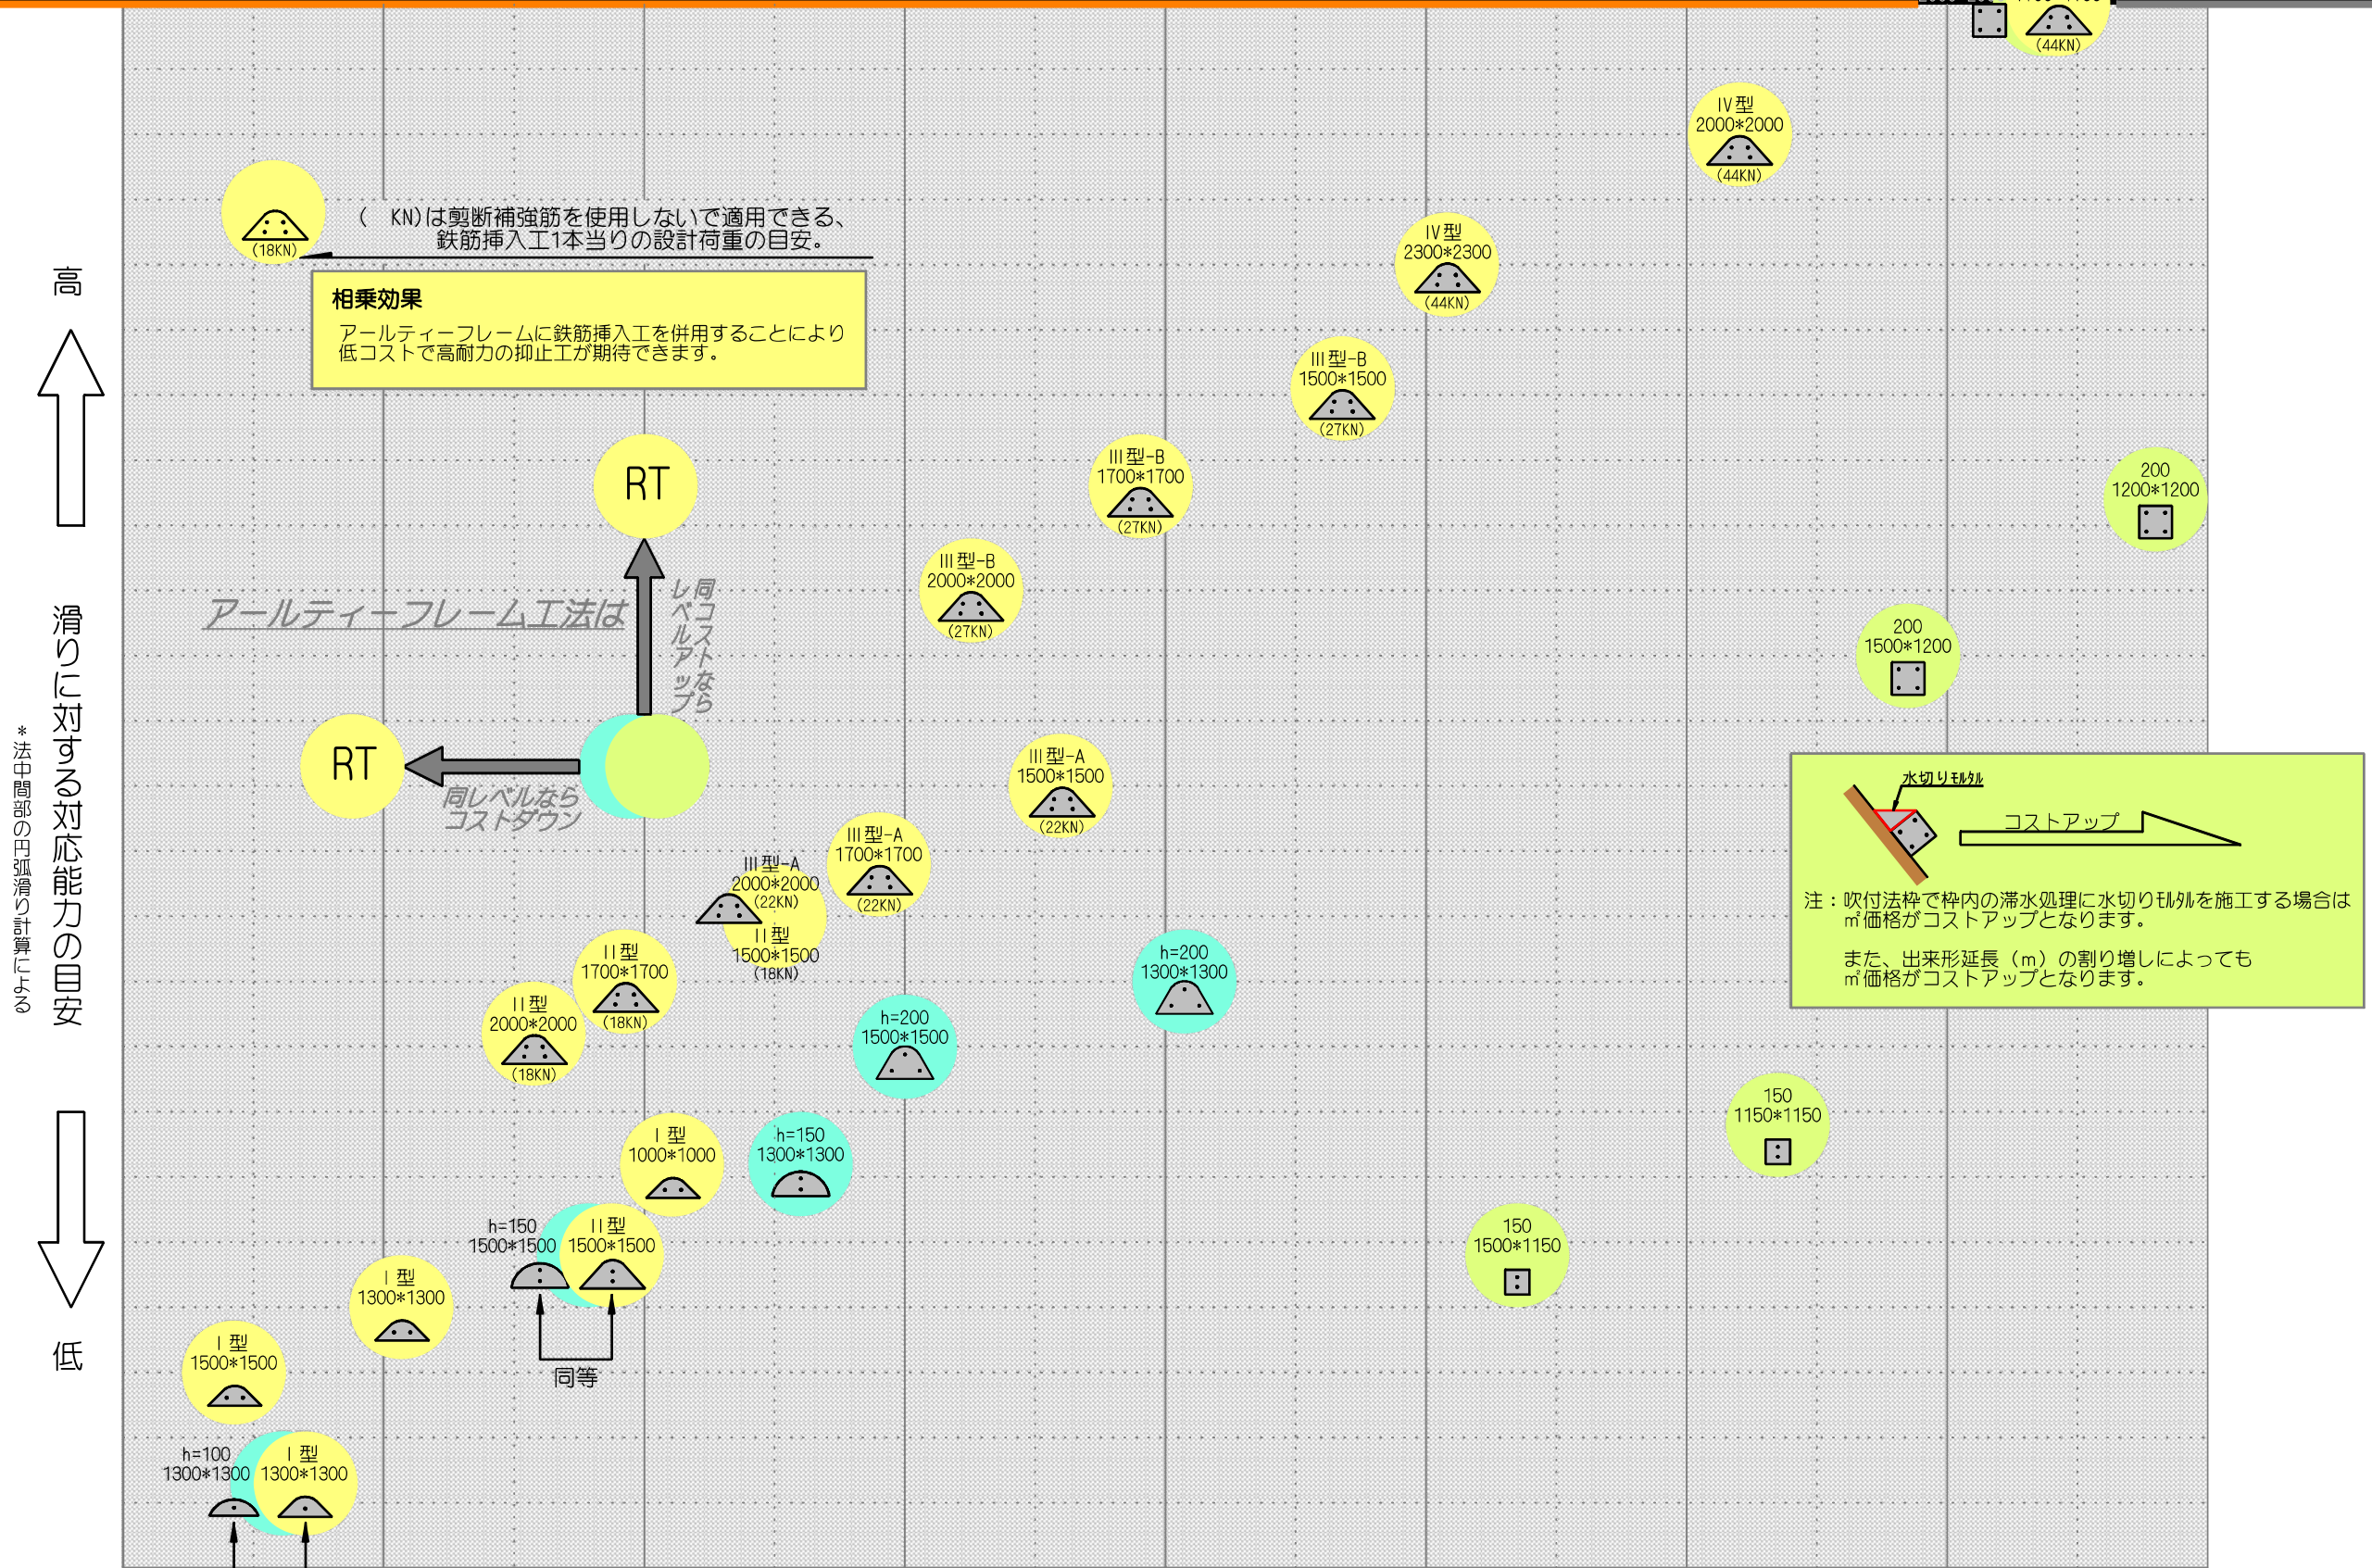 (44KN)
IV型
2000*2000
(44KN)
(18KN)
(　KN)は剪断補強筋を使用しないで適用できる、
鉄筋挿入工1本当りの設計荷重の目安。
相乗効果
アールティーフレームに鉄筋挿入工を併用することにより
低コストで高耐力の抑止工が期待できます。
IV型
2300*2300
(44KN)
III型-B
1500*1500
(27KN)
III型-B
1700*1700
(27KN)
III型-B
2000*2000
(27KN)
200
1200*1200
200
1500*1200
高
滑りに対する対応能力の目安
*法中間部の円弧滑り計算による
低
RT
アールティーフレーム工法は
同コストなら
レベルアップ
RT
同レベルなら
コストダウン
III型-A
1500*1500
(22KN)
III型-A
1700*1700
(22KN)
III型-A
2000*2000
(22KN)
II型
1500*1500
(18KN)
II型
1700*1700
(18KN)
II型
2000*2000
(18KN)
水切りﾓﾙﾀﾙ
コストアップ
注：吹付法枠で枠内の滞水処理に水切りﾓﾙﾀﾙを施工する場合は
㎡価格がコストアップとなります。
また、出来形延長（m）の割り増しによっても
㎡価格がコストアップとなります。
h=200
1300*1300
h=200
1500*1500
150
1150*1150
I型
1000*1000
h=150
1300*1300
h=150
1500*1500
II型
1500*1500
同等
150
1500*1150
I型
1300*1300
I型
1500*1500
h=100
1300*1300
I型
1300*1300